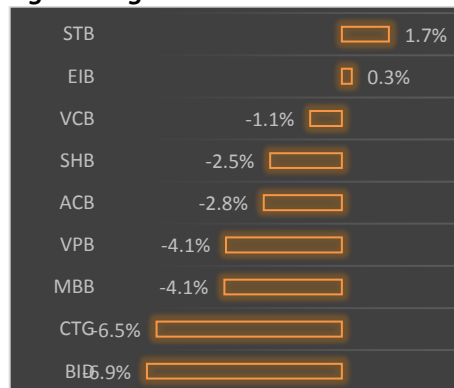 STB 1.7%
EIB 0.3%
VCB -1.1%
SHB -2.5%
ACB -2.8%
VPB -4.1%
MBB -4.1%
CTG -6.5%
BID -6.9%